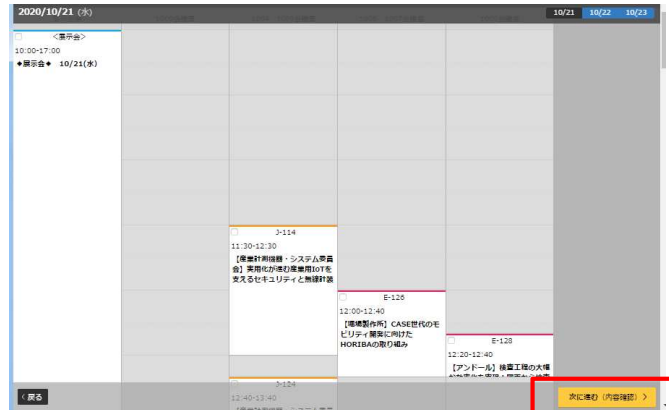 2020/10/21 (水)
10/21 10/22 10/23
<展示会>
10:00-17:00
◆展示会◆ 10/21(水)
J-114
11:30-12:30
【産業計測機器・システム委員
会】実用化が進む産業用IoTを
支えるセキュリティと無線計装
E-126
12:00-12:40
【堀場製作所】CASE世代のモ
ビリティ開発に向けた
HORIBAの取り組み
E-128
12:20-12:40
【アンドール】検査工程の大幅
J-124
12:40-13:40
く戻る
次に進む（内容確認）>